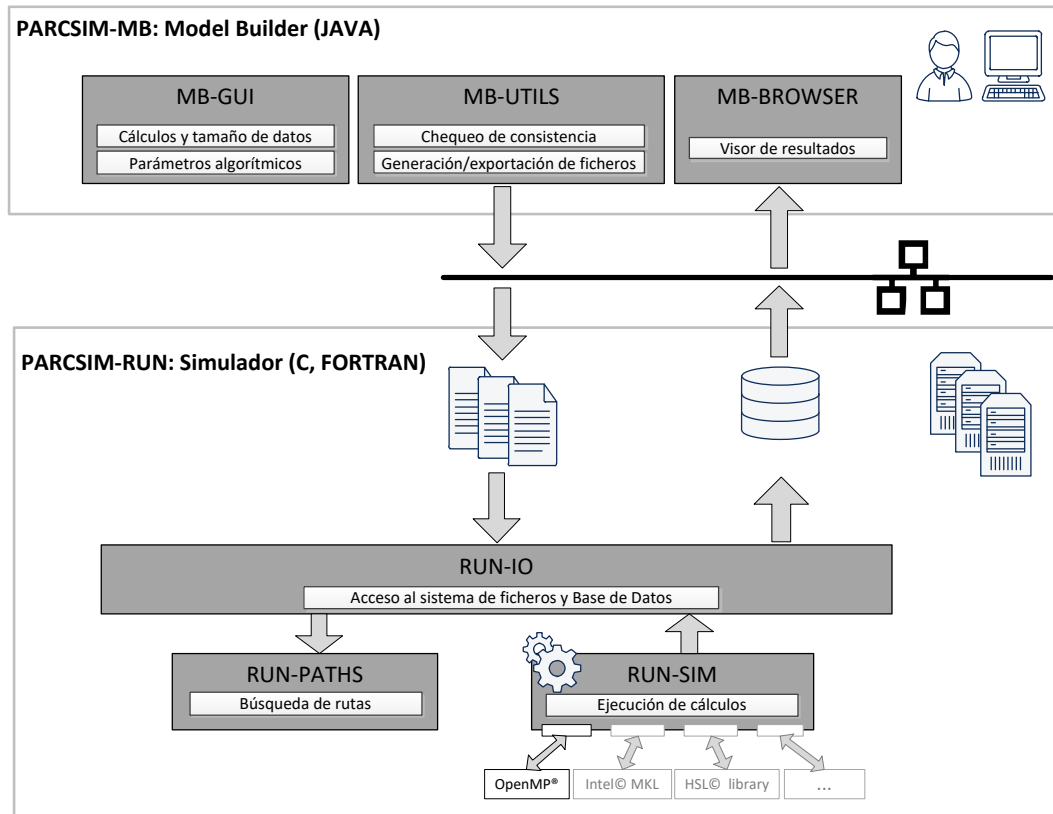 PARCSIM-MB: Model Builder (JAVA)
MB-GUI
Cálculos y tamaño de datos
Parámetros algorítmicos
MB-UTILS
Chequeo de consistencia
Generación/exportación de ficheros
MB-BROWSER
Visor de resultados
PARCSIM-RUN: Simulador (C, FORTRAN)
RUN-IO
Acceso al sistema de ficheros y Base de Datos
RUN-PATHS
Búsqueda de rutas
RUN-SIM
Ejecución de cálculos
OpenMP®
Intel© MKL
HSL© library
...